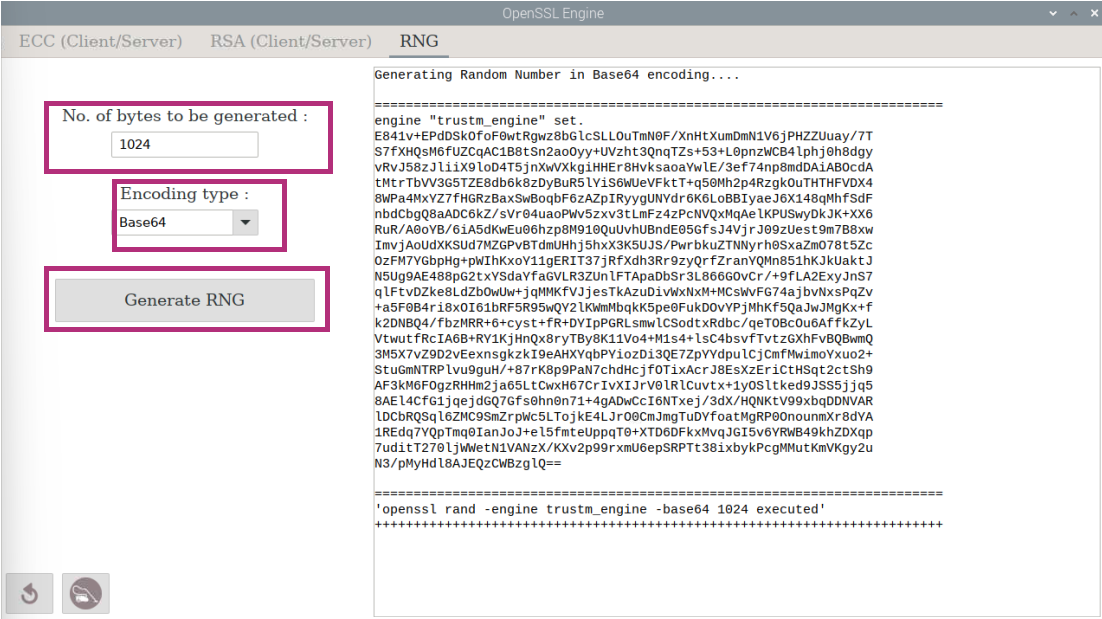 OpenSSL Engine
ECC (Client/Server) RSA (Client/Server) RNG
No. of bytes to be generated :
1024
Encoding type :
Base64
Generate RNG
Generating Random Number in Base64 encoding....
=========================================================================
engine "trustm_engine" set.
E841v+EPdDSkOfoF0wtRgwz8bGlcSLLOuTmN0F/XnHtXumDmN1V6jPHZZUuay/7T
S7fXHQsM6fUZCqAC1B8tSn2aoOyy+UVzht3QnqTZs+53+L0pnzWCB4lphj0h8dgy
vRvJ58zJliiX9loD4T5jnXwVXkgiHHEr8HvksaoaYwlE/3ef74np8mdDAiABOcdA
tMtrTbVV3G5TZE8db6k8zDyBuR5lYiS6WUeVFktT+q50Mh2p4RzgkOuTHTHFVDX4
8WPa4MxYZ7fHGRzBaxSwBoqbF6zAZpIRyygUNYdr6K6LoBBIyaeJ6X148qMhfSdF
nbdCbgQ8aADC6kZ/sVr04uaoPWv5zxv3tLmFz4zPcNVQxMqAelKPUSwyDkJK+XX6
RuR/A0oYB/6iA5dKwEu06hzp8M910QuUvhUBndE05GfsJ4VjrJ09zUest9m7B8xw
ImvjAoUdXKSUd7MZGPvBTdmUHhj5hxX3K5UJS/PwrbkuZTNNyrh0SxaZmO78t5Zc
OzFM7YGbpHg+pWIhKxoY11gERIT37jRfXdh3Rr9zyQrfZranYQMn851hKJkUaktJ
N5Ug9AE488pG2txYSdaYfaGVLR3ZUnlFTApaDbSr3L866GOvCr/+9fLA2ExyJnS7
qlFtvDZke8LdZbOwUw+jqMMKfVJjesTkAzuDivWxNxM+MCsWvFG74ajbvNxsPqZv
+a5F0B4ri8xOI61bRF5R95wQY2lKWmMbqkK5pe0FukDOvYPjMhKf5QaJwJMgKx+f
k2DNBQ4/fbzMRR+6+cyst+fR+DYIpPGRLsmwlCSodtxRdbc/qeTOBcOu6AffkZyL
VtwutfRcIA6B+RY1KjHnQx8ryTBy8K11Vo4+M1s4+lsC4bsvfTvtzGXhFvBQBwmQ
3M5X7vZ9D2vEexnsgkzkI9eAHXYqbPYiozDi3QE7ZpYYdpulCjCmfMwimoYxuo2+
StuGmNTRPlvu9guH/+87rK8p9PaN7chdHcjfOTixAcrJ8EsXzEriCtHSqt2ctSh9
AF3kM6FOgzRHHm2ja65LtCwxH67CrIvXIJrV0lRlCuvtx+1yOSltked9JSS5jjq5
8AEl4CfG1jqejdGQ7Gfs0hn0n71+4gADwCcI6NTxej/3dX/HQNKtV99xbqDDNVAR
lDCbRQSql6ZMC9SmZrpWc5LTojkE4LJrO0CmJmgTuDYfoatMgRP0OnounmXr8dYA
1REdq7YQpTmq0IanJoJ+el5fmteUppqT0+XTD6DFkxMvqJGI5v6YRWB49khZDXqp
7uditT270ljWWetN1VANzX/KXv2p99rxmU6epSRPTt38ixbykPcgMMutKmVKgy2u
N3/pMyHdl8AJEQzCWBzglQ==
=========================================================================
'openssl rand -engine trustm_engine -base64 1024 executed'
+++++++++++++++++++++++++++++++++++++++++++++++++++++++++++++++++++++++++